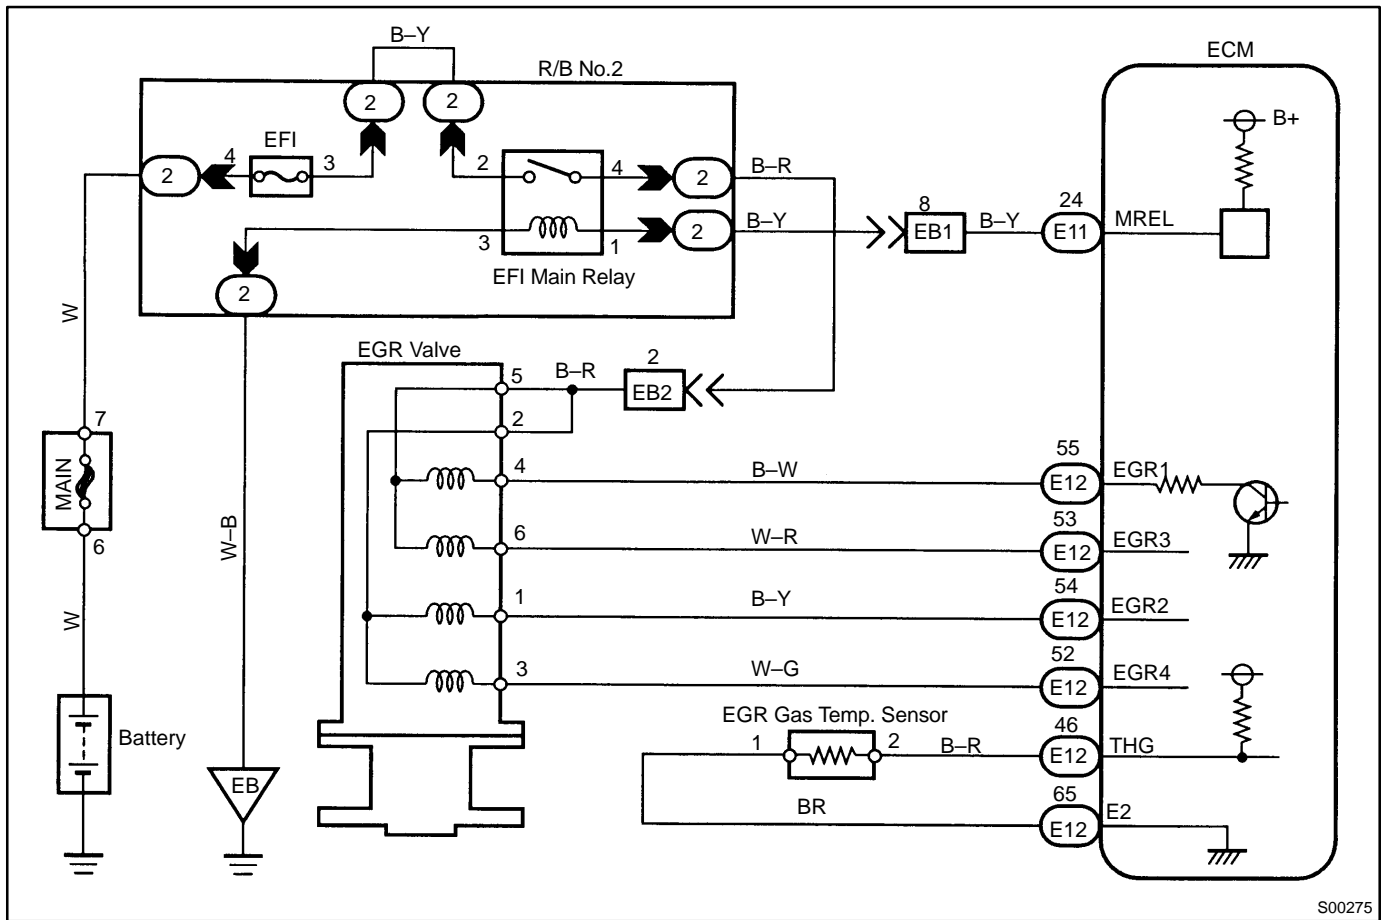 B–Y
R/B No.2
ECM
2
2
B+
EFI
4
3
2
2
4
2
B–R
8
24
2
B–Y
EB1
B–Y
E11
MREL
3
1
EFI Main Relay
2
W
EGR Valve
2
B–R
5
EB2
7
2
MAIN
55
4
B–W
E12
EGR1
6
W–B
53
6
W–R
E12
EGR3
54
W
1
B–Y
E12
EGR2
52
3
W–G
E12
EGR4
EGR Gas Temp. Sensor
46
Battery
1
2
B–R
E12
THG
EB
65
BR
E12
E2
S00275